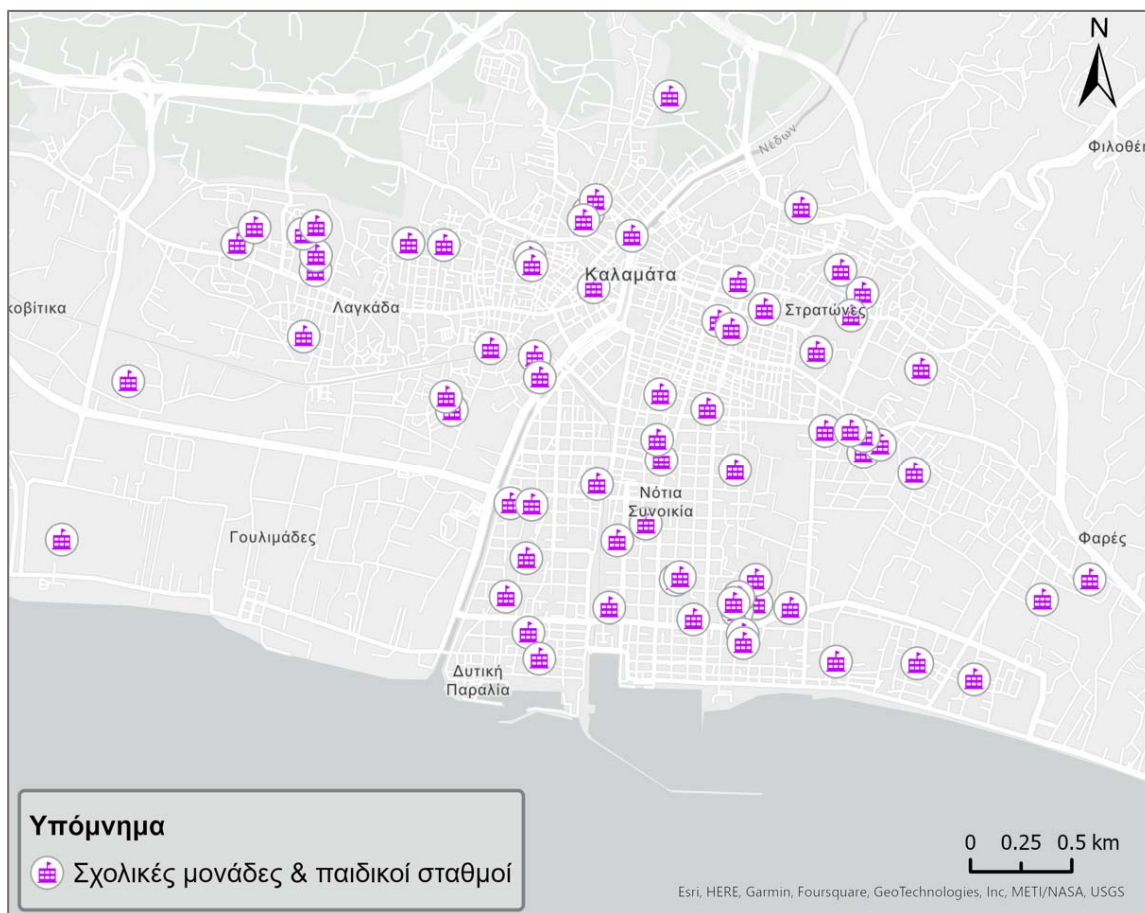 N
Νέδων
Φιλοθέη
Καλαμάτα
κοβίτικα
Λαγκάδα
Στρατώνες
Νότια
Συνοικία
Γουλιμάδες
Φαρές
Δυτική
Παραλία
Υπόμνημα
Σχολικές μονάδες & παιδικοί σταθμοί
0 0.25 0.5 km
Esri, HERE, Garmin, Foursquare, GeoTechnologies, Inc, METI/NASA, USGS